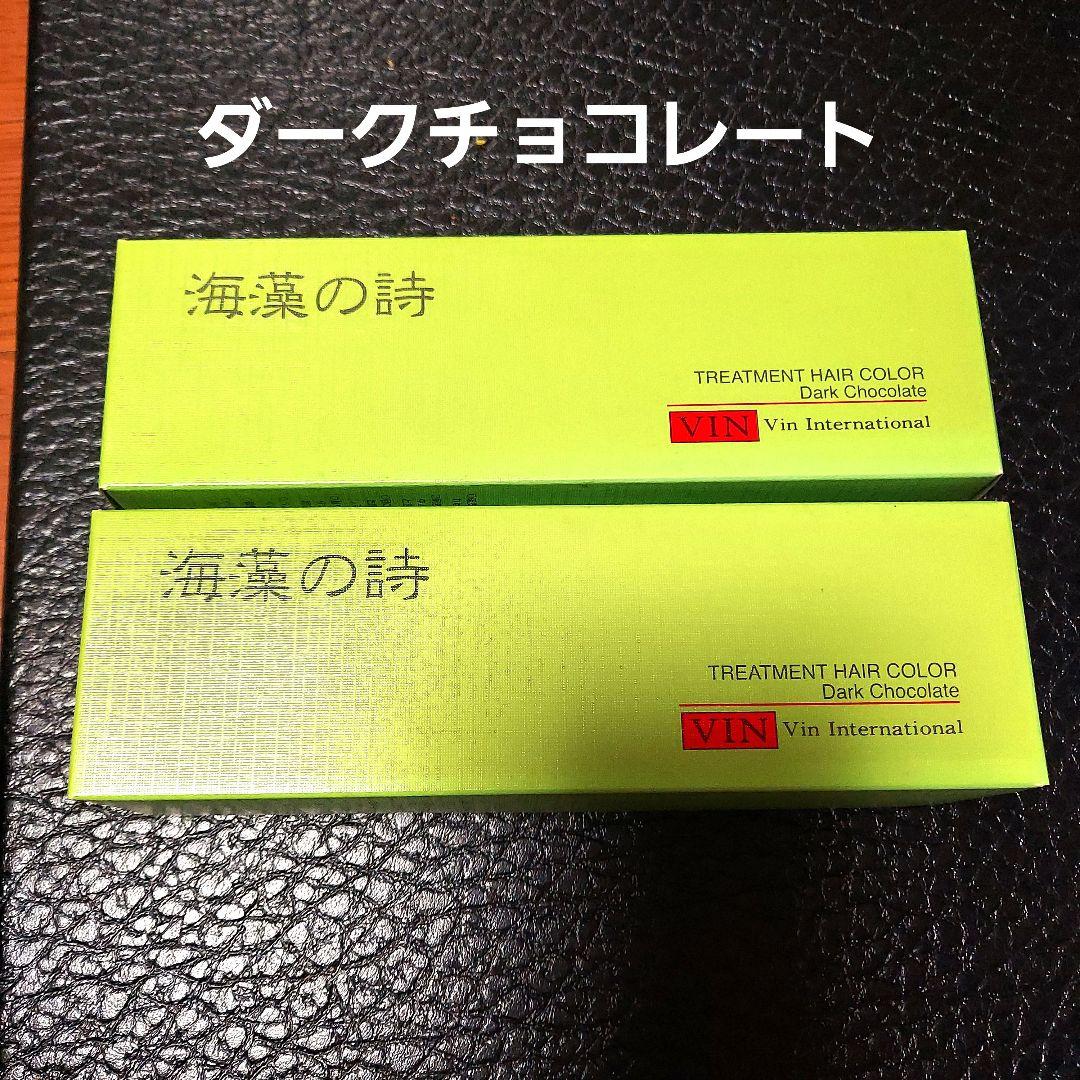 ダークチョコレート
海藻の詩
TREATMENT HAIR COLOR
Dark Chocolate
VIN Vin International
海藻の詩
TREATMENT HAIR COLOR
Dark Chocolate
VIN Vin International